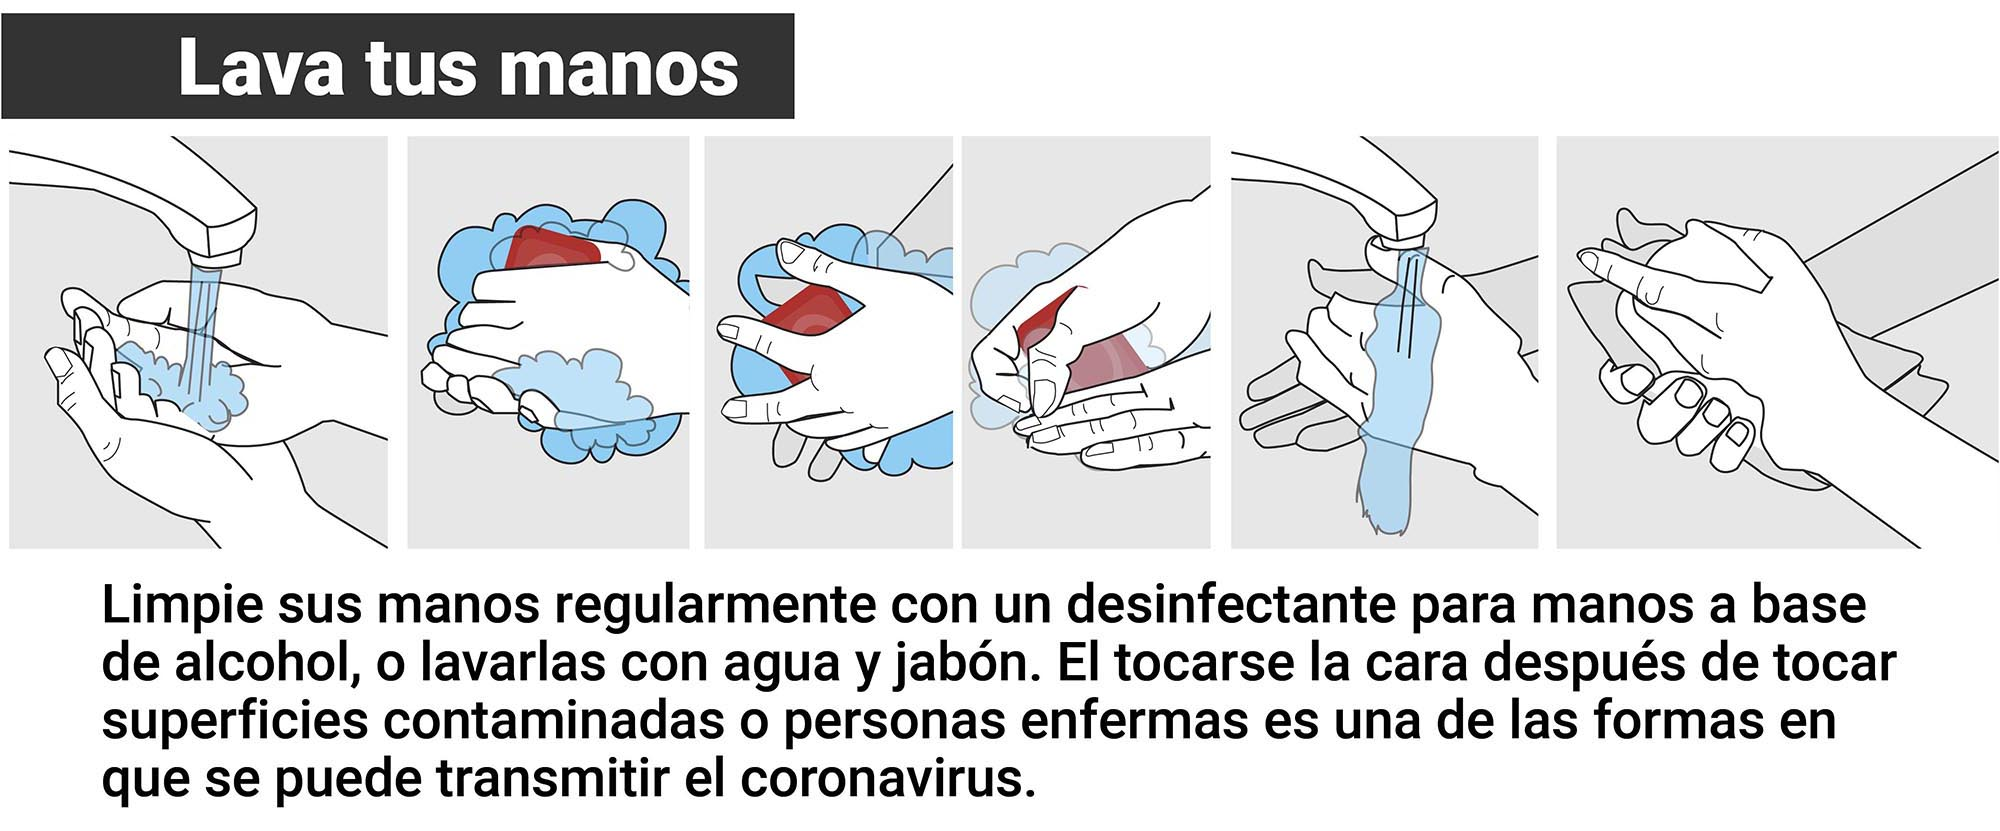 Lava tus manos
Limpie sus manos regularmente con un desinfectante para manos a base
de alcohol, o lavarlas con agua y jabón. El tocarse la cara después de tocar
superficies contaminadas o personas enfermas es una de las formas en
que se puede transmitir el coronavirus.